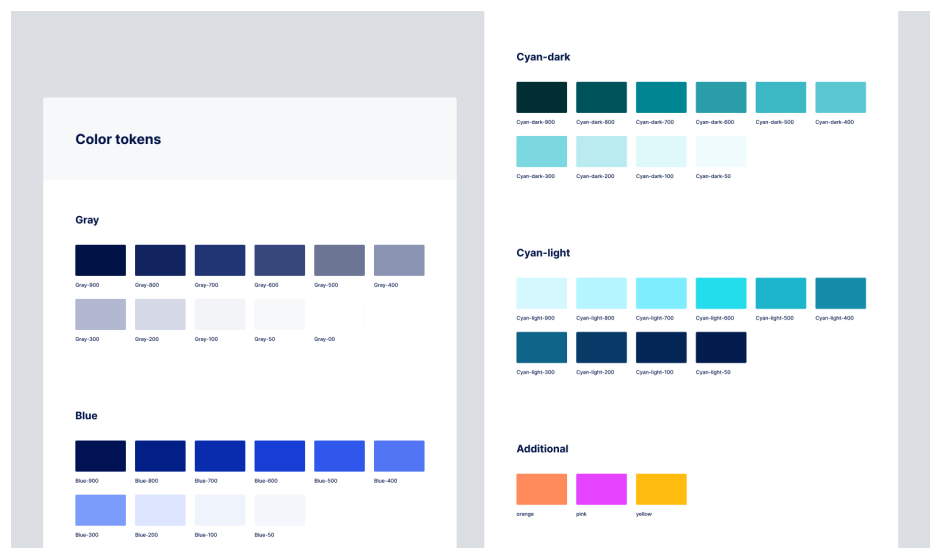 Color tokens
Gray
Gray-900 Gray-800 Gray-700 Gray-600 Gray-500 Gray-400
Gray-300 Gray-200 Gray-100 Gray-50 Gray-00
Blue
Blue-900 Blue-800 Blue-700 Blue-600 Blue-500 Blue-400
Blue-300 Blue-200 Blue-100 Blue-50
Cyan-dark
Cyan-dark-900 Cyan-dark-800 Cyan-dark-700 Cyan-dark-600 Cyan-dark-500 Cyan-dark-400
Cyan-dark-300 Cyan-dark-200 Cyan-dark-100 Cyan-dark-50
Cyan-light
Cyan-light-900 Cyan-light-800 Cyan-light-700 Cyan-light-600 Cyan-light-500 Cyan-light-400
Cyan-light-300 Cyan-light-200 Cyan-light-100 Cyan-light-50
Additional
orange pink yellow